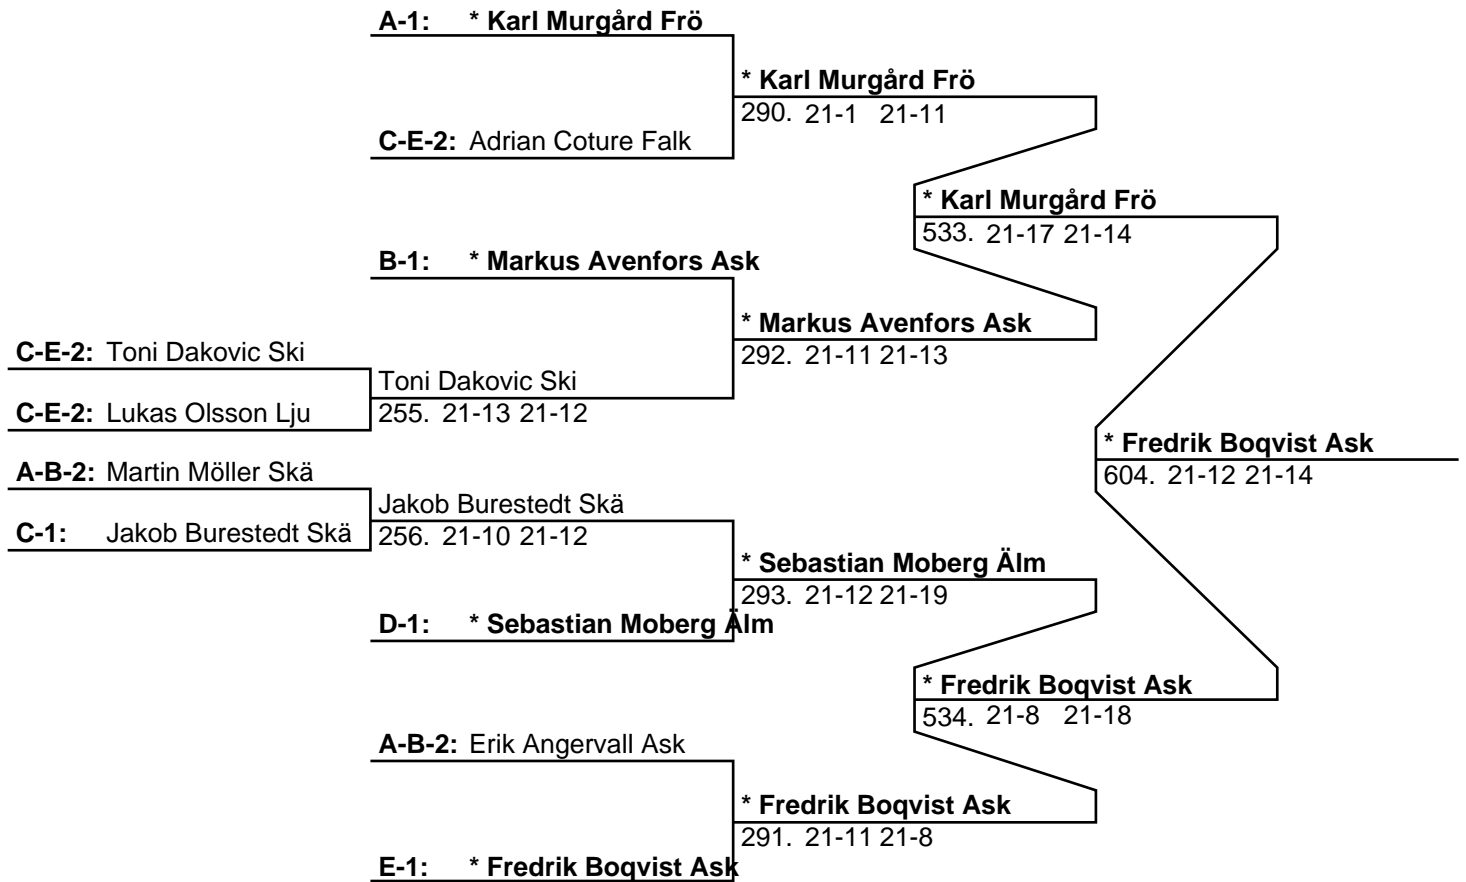 A-1: * Karl Murgård Frö
* Karl Murgård Frö
290. 21-1 21-11
C-E-2: Adrian Coture Falk
* Karl Murgård Frö
533. 21-17 21-14
B-1: * Markus Avenfors Ask
* Markus Avenfors Ask
292. 21-11 21-13
C-E-2: Toni Dakovic Ski
Toni Dakovic Ski
255. 21-13 21-12
C-E-2: Lukas Olsson Lju
* Fredrik Boqvist Ask
604. 21-12 21-14
A-B-2: Martin Möller Skä
Jakob Burestedt Skä
256. 21-10 21-12
C-1: Jakob Burestedt Skä
* Sebastian Moberg Älm
293. 21-12 21-19
D-1: * Sebastian Moberg Älm
* Fredrik Boqvist Ask
534. 21-8 21-18
A-B-2: Erik Angervall Ask
* Fredrik Boqvist Ask
291. 21-11 21-8
E-1: * Fredrik Boqvist Ask